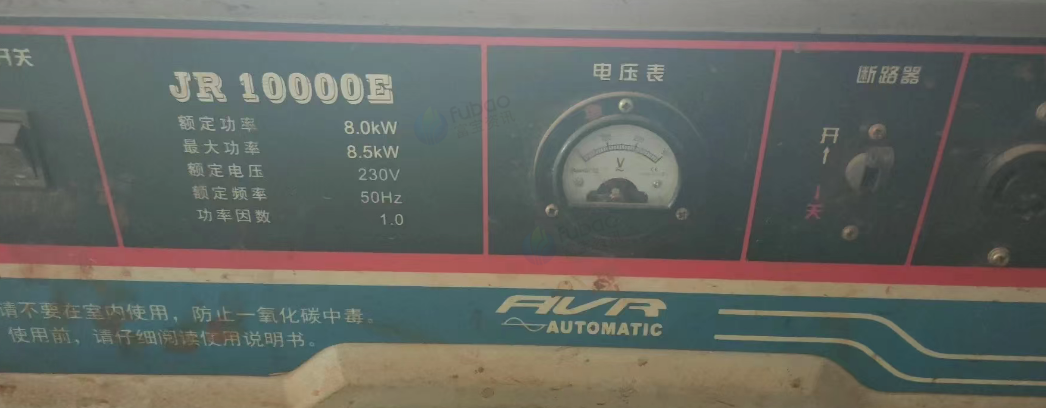 开关
JR 10000E
额定功率 8.0kW
最大功率 8.5kW
额定电压 230V
额定频率 50Hz
功率因数 1.0
电压表
V
断路器
开
关
请不要在室内使用，防止一氧化碳中毒。
使用前，请仔细阅读使用说明书。
AVR
AUTOMATIC
fubao